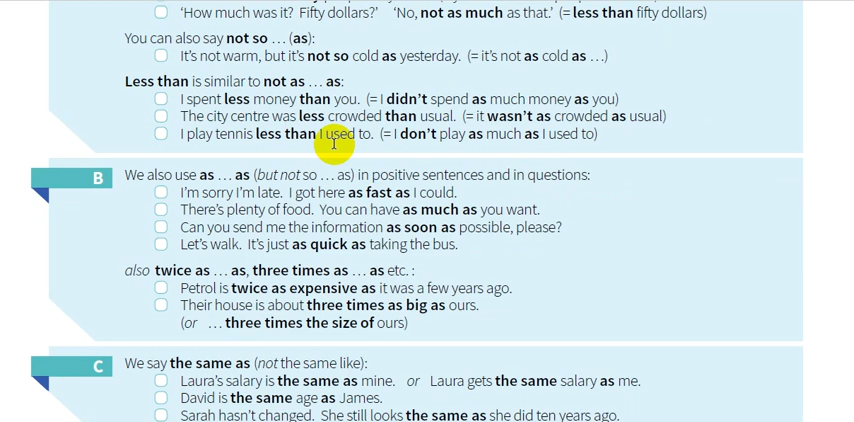 'How much was it? Fifty dollars?' 'No, not as much as that.' (= less than fifty dollars)
You can also say not so … (as):
It's not warm, but it's not so cold as yesterday. (= it's not as cold as …)
Less than is similar to not as … as:
I spent less money than you. (= I didn't spend as much money as you)
The city centre was less crowded than usual. (= it wasn't as crowded as usual)
I play tennis less than I used to. (= I don't play as much as I used to)
B
We also use as … as (but not so … as) in positive sentences and in questions:
I'm sorry I'm late. I got here as fast as I could.
There's plenty of food. You can have as much as you want.
Can you send me the information as soon as possible, please?
Let's walk. It's just as quick as taking the bus.
also twice as … as, three times as … as etc. :
Petrol is twice as expensive as it was a few years ago.
Their house is about three times as big as ours.
(or … three times the size of ours)
C
We say the same as (not the same like):
Laura's salary is the same as mine. or Laura gets the same salary as me.
David is the same age as James.
Sarah hasn't changed. She still looks the same as she did ten years ago.